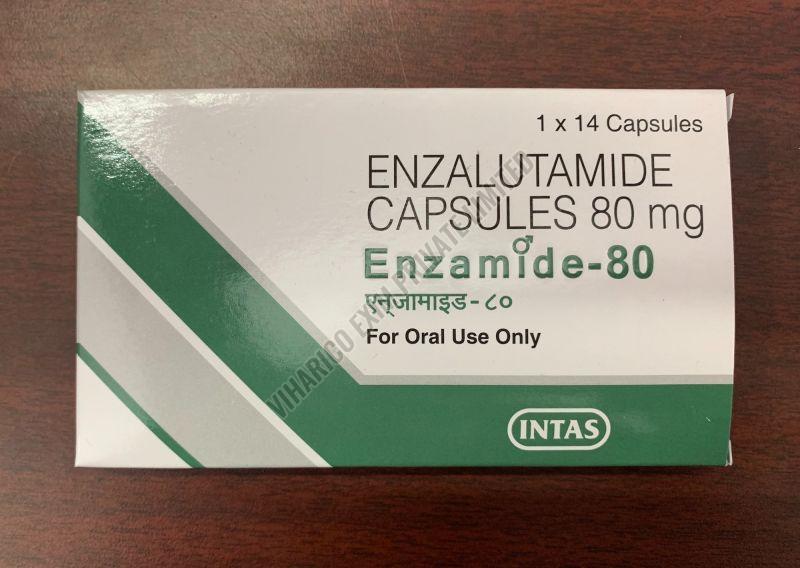 1 x 14 Capsules
ENZALUTAMIDE
CAPSULES 80 mg
Enzamide-80
एन्जामाइड-८०
For Oral Use Only
INTAS
VIHARICO EXIM PRIVATE LIMITED